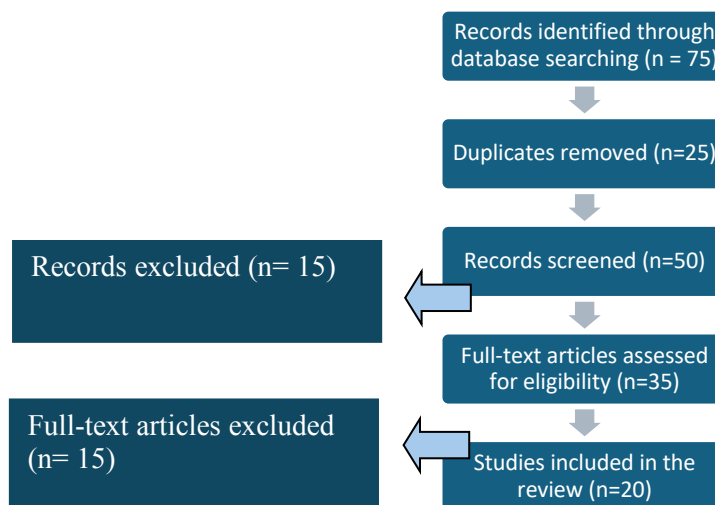 Records identified through
database searching (n = 75)
Duplicates removed (n=25)
Records screened (n=50)
Records excluded (n= 15)
Full-text articles assessed
for eligibility (n=35)
Full-text articles excluded
(n= 15)
Studies included in the
review (n=20)